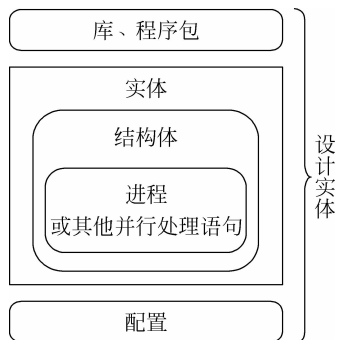 库、程序包
实体
结构体
进程
或其他并行处理语句
配置
设计实体